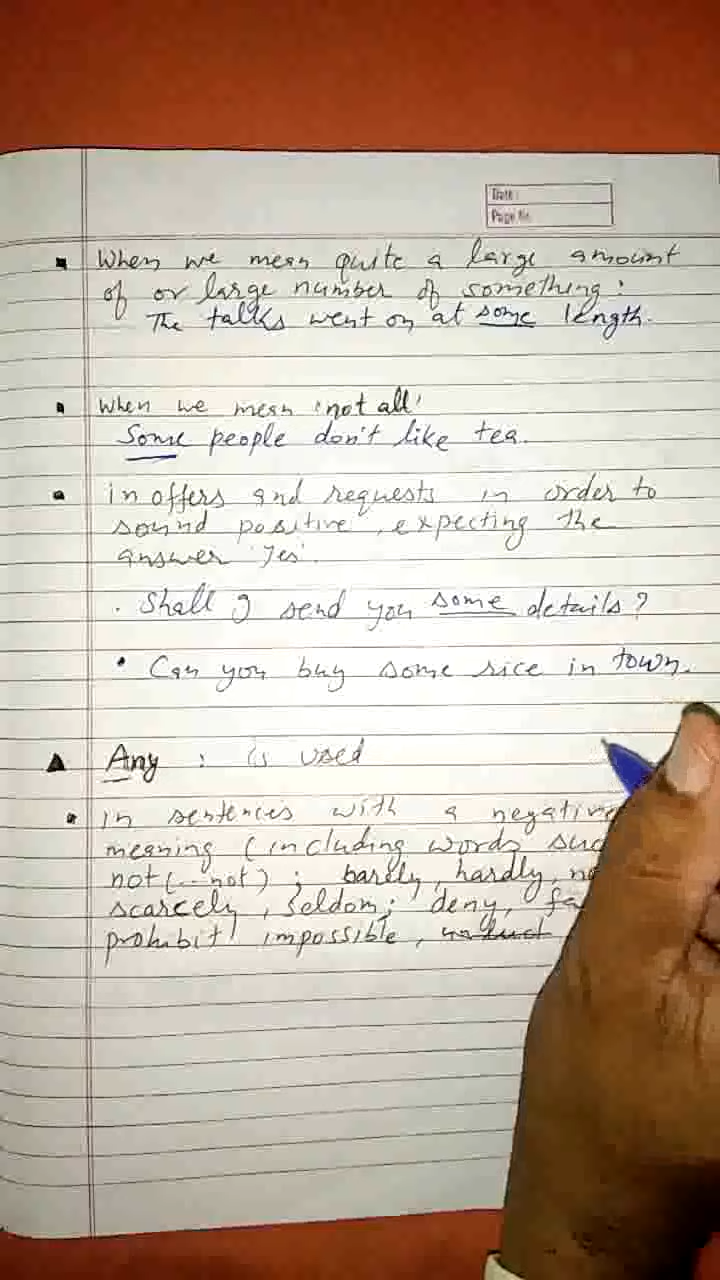 Date :
Page No.
▪ When we mean quite a large amount
of or large number of something:
The talks went on at some length.
▪ When we mean 'not all'
Some people don't like tea.
▪ in offers and requests in order to
sound positive, expecting the
answer 'Yes'.
. Shall I send you some details?
• Can you buy some rice in town.
▲ Any : is used
▪ in sentences with a negative
meaning (including words suc
not (...not) ; barely, hardly,
scarcely, seldom; deny, fa
prohibit impossible,